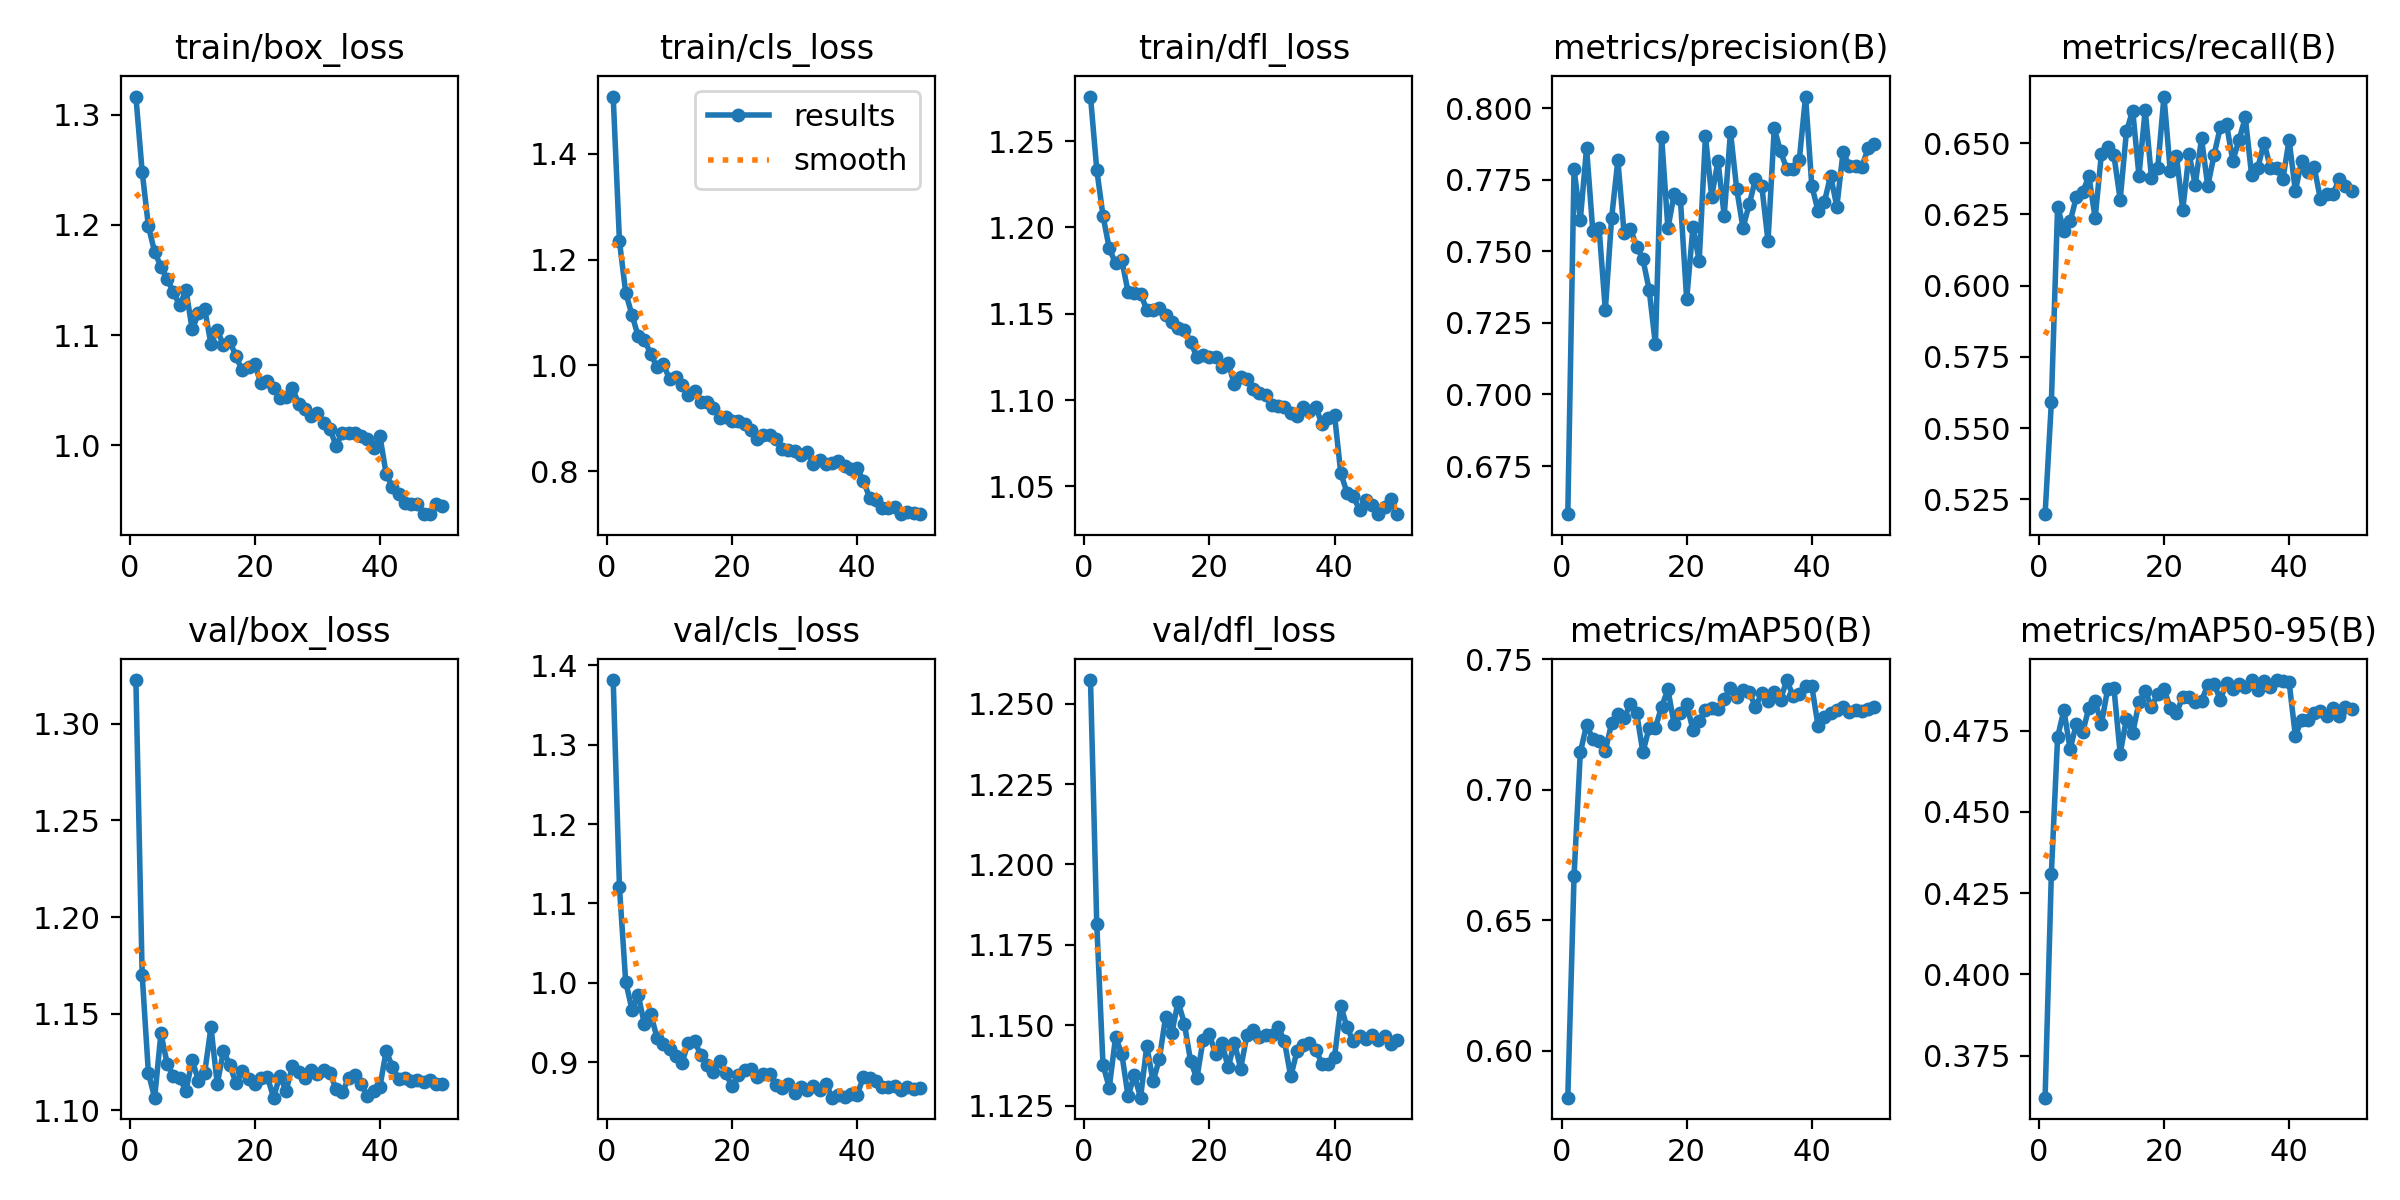 train/box_loss
1.3
1.2
1.1
1.0
0 20 40
train/cls_loss
results
smooth
1.4
1.2
1.0
0.8
0 20 40
train/dfl_loss
1.25
1.20
1.15
1.10
1.05
0 20 40
metrics/precision(B)
0.800
0.775
0.750
0.725
0.700
0.675
0 20 40
metrics/recall(B)
0.650
0.625
0.600
0.575
0.550
0.525
0 20 40
val/box_loss
1.30
1.25
1.20
1.15
1.10
0 20 40
val/cls_loss
1.4
1.3
1.2
1.1
1.0
0.9
0 20 40
val/dfl_loss
1.250
1.225
1.200
1.175
1.150
1.125
0 20 40
metrics/mAP50(B)
0.75
0.70
0.65
0.60
0 20 40
metrics/mAP50-95(B)
0.475
0.450
0.425
0.400
0.375
0 20 40